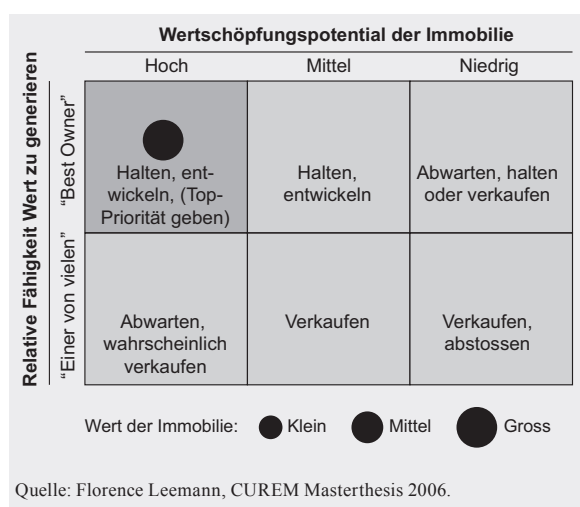 Wertschöpfungspotential der Immobilie
Hoch
Mittel
Niedrig
Relative Fähigkeit Wert zu generieren
“Best Owner”
Halten, ent-
wickeln, (Top-
Priorität geben)
Halten,
entwickeln
Abwarten, halten
oder verkaufen
“Einer von vielen”
Abwarten,
wahrscheinlich
verkaufen
Verkaufen
Verkaufen,
abstossen
Wert der Immobilie: Klein Mittel Gross
Quelle: Florence Leemann, CUREM Masterthesis 2006.